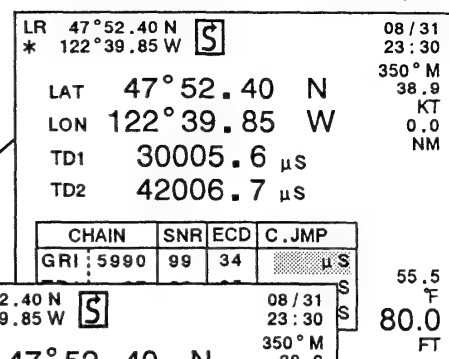 LR 47°52.40 N S 08/31
* 122°39.85 W 23:30
350°M
LAT 47°52.40 N 38.9
KT
LON 122°39.85 W 0.0
NM
TD1 30005.6 µS
TD2 42006.7 µS
CHAIN SNR ECD C.JMP
GRI 5990 99 34 µS
S
55.5
°F
2.40 N S 08/31 S
9.85 W 23:30 80.0
350°M FT
47°52 40 N